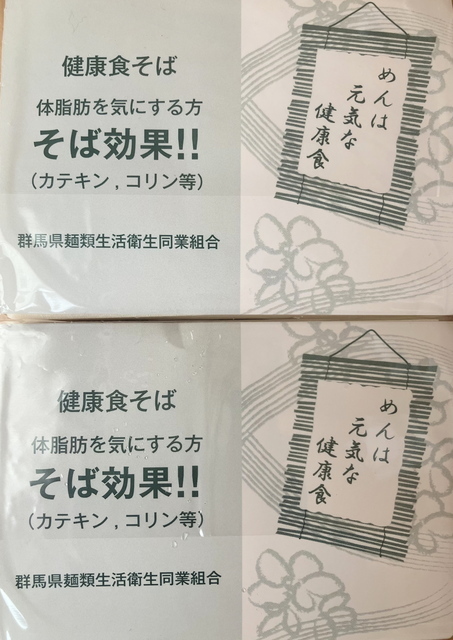 健康食そば
体脂肪を気にする方
そば効果!!
（カテキン , コリン等）
群馬県麺類生活衛生同業組合
めんは
元気な
健康食
健康食そば
体脂肪を気にする方
そば効果!!
（カテキン , コリン等）
群馬県麺類生活衛生同業組合
めんは
元気な
健康食